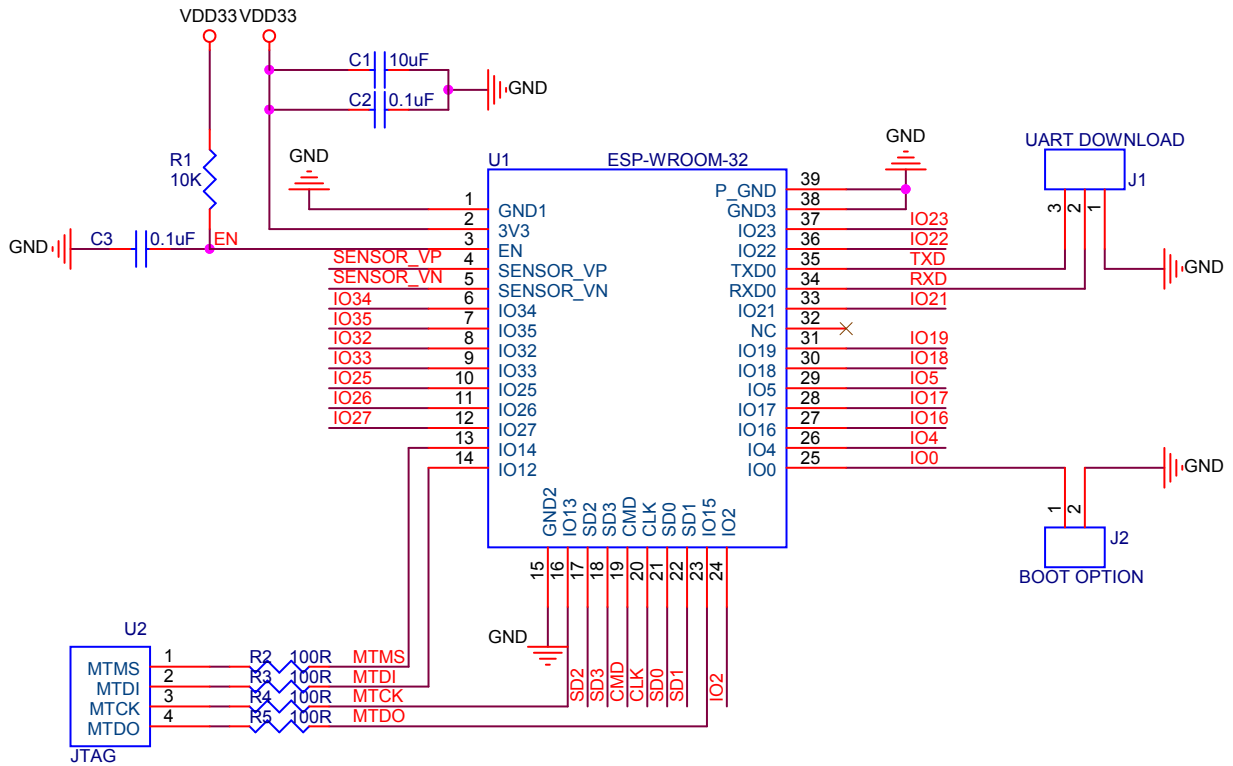 VDD33 VDD33
C1 10uF
GND
C2 0.1uF
R1
10K
GND
GND C3 0.1uF EN
U1 ESP-WROOM-32
1 GND1
2 3V3
3 EN
SENSOR_VP 4 SENSOR_VP
SENSOR_VN 5 SENSOR_VN
IO34 6 IO34
IO35 7 IO35
IO32 8 IO32
IO33 9 IO33
IO25 10 IO25
IO26 11 IO26
IO27 12 IO27
13 IO14
14 IO12
GND
P_GND 39
GND3 38
IO23 37 IO23
IO22 36 IO22
TXD0 35 TXD
RXD0 34 RXD
IO21 33 IO21
NC 32
IO19 31 IO19
IO18 30 IO18
IO5 29 IO5
IO17 28 IO17
IO16 27 IO16
IO4 26 IO4
IO0 25 IO0
UART DOWNLOAD
J1
3 2 1
GND
GND
1 2
J2
BOOT OPTION
GND2 IO13 SD2 SD3 CMD CLK SD0 SD1 IO15 IO2
15 16 17 18 19 20 21 22 23 24
GND
SD2 SD3 CMD CLK SD0 SD1 IO2
U2
MTMS 1 R2 100R MTMS
MTDI 2 R3 100R MTDI
MTCK 3 R4 100R MTCK
MTDO 4 R5 100R MTDO
JTAG